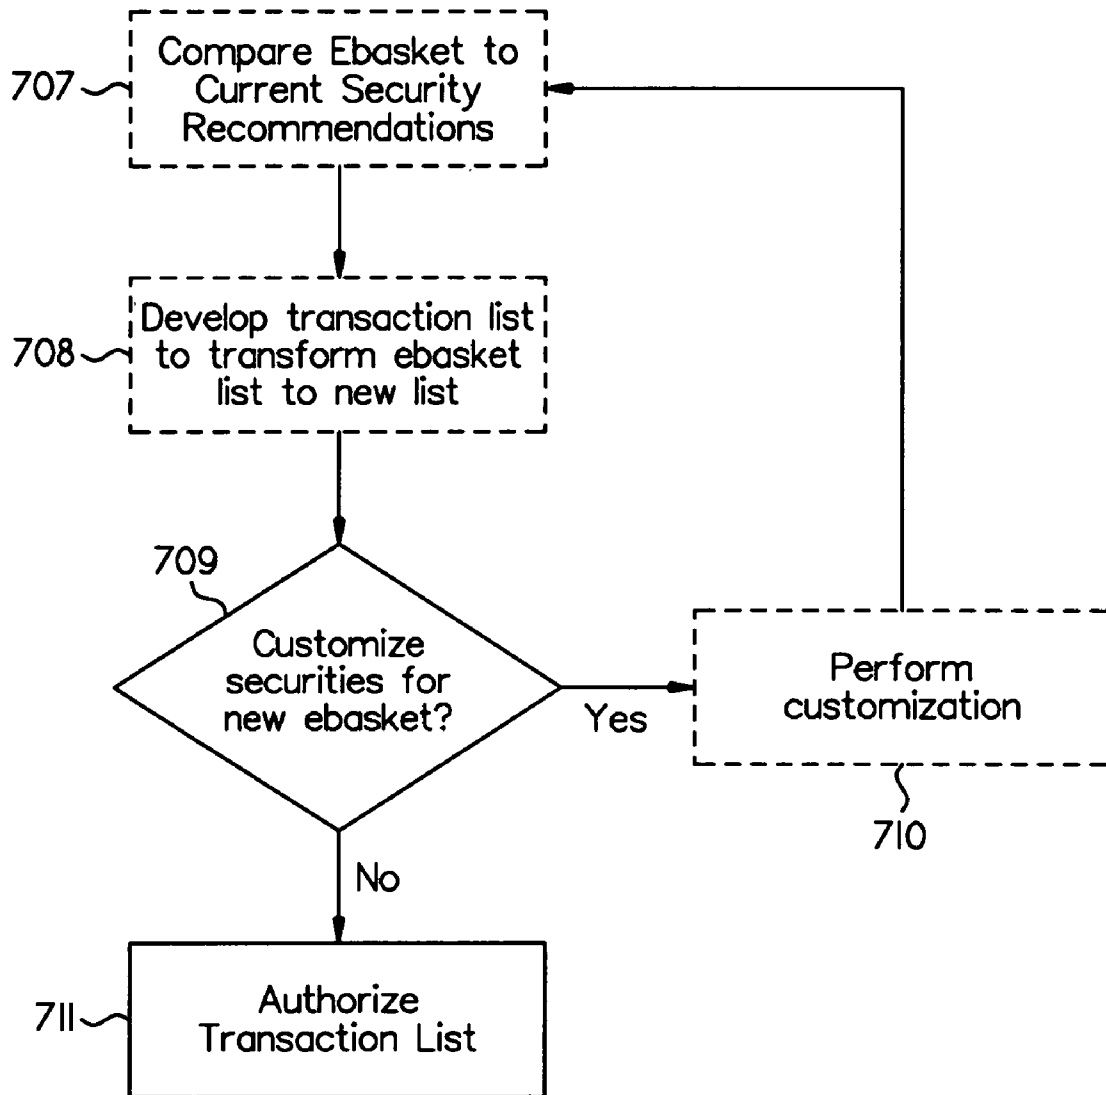 707
Compare Ebasket to
Current Security
Recommendations
708
Develop transaction list
to transform ebasket
list to new list
709
Customize
securities for
new ebasket?
Yes
Perform
customization
710
No
711
Authorize
Transaction List